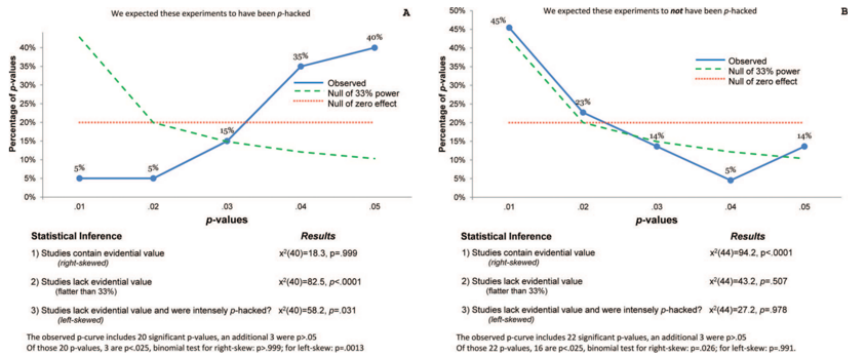 We expected these experiments to have been p-hacked
A
Percentage of p-values
40%
35%
30%
25%
20%
15%
10%
5%
0%
5%
5%
15%
35%
40%
Observed
Null of 33% power
Null of zero effect
.01
.02
.03
.04
.05
p-values
Statistical Inference
Results
1) Studies contain evidential value
(right-skewed)
χ²(40)=18.3, p=.999
2) Studies lack evidential value
(flatter than 33%)
χ²(40)=82.5, p<.0001
3) Studies lack evidential value and were intensely p-hacked?
(left-skewed)
χ²(40)=58.2, p=.031
The observed p-curve includes 20 significant p-values, an additional 3 were p>.05
Of those 20 p-values, 3 are p<.025, binomial test for right-skew: p>.999; for left-skew: p=.0013
We expected these experiments to not have been p-hacked
B
Percentage of p-values
50%
45%
40%
35%
30%
25%
20%
15%
10%
5%
0%
45%
23%
14%
5%
14%
Observed
Null of 33% power
Null of zero effect
.01
.02
.03
.04
.05
p-values
Statistical Inference
Results
1) Studies contain evidential value
(right-skewed)
χ²(44)=94.2, p<.0001
2) Studies lack evidential value
(flatter than 33%)
χ²(44)=43.2, p=.507
3) Studies lack evidential value and were intensely p-hacked?
(left-skewed)
χ²(44)=27.2, p=.978
The observed p-curve includes 22 significant p-values, an additional 3 were p>.05
Of those 22 p-values, 16 are p<.025, binomial test for right-skew: p=.026; for left-skew: p=.991.